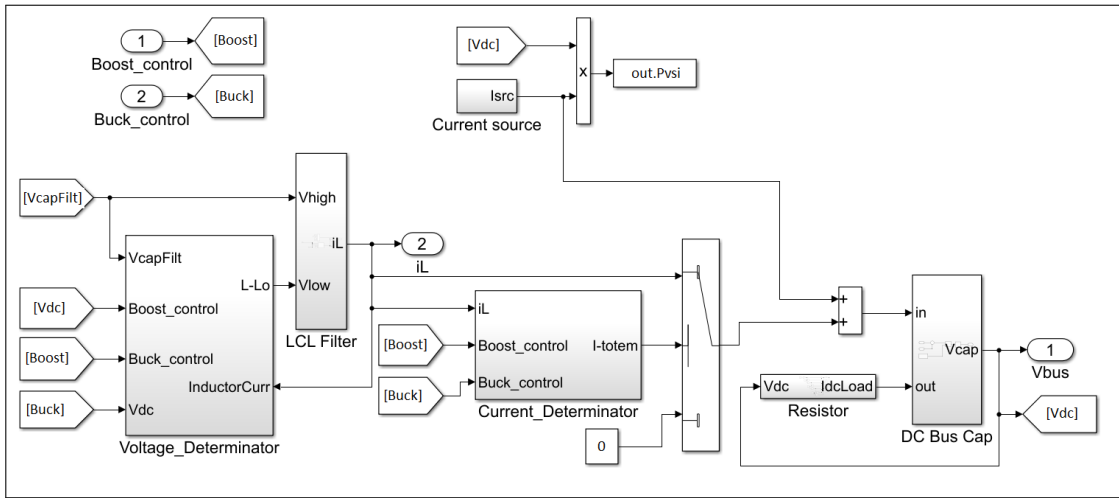 1
[Boost]
Boost_control
2
[Buck]
Buck_control
[Vdc]
X
out.Pvsi
Isrc
Current source
[VcapFilt]
Vhigh
iL
Vlow
LCL Filter
2
iL
VcapFilt
L-Lo
Boost_control
Buck_control
InductorCurr
Vdc
Voltage_Determinator
[Vdc]
[Boost]
[Buck]
[Boost]
[Buck]
iL
Boost_control
I-totem
Buck_control
Current_Determinator
0
+
+
in
Vcap
out
DC Bus Cap
Vdc
IdcLoad
Resistor
1
Vbus
[Vdc]